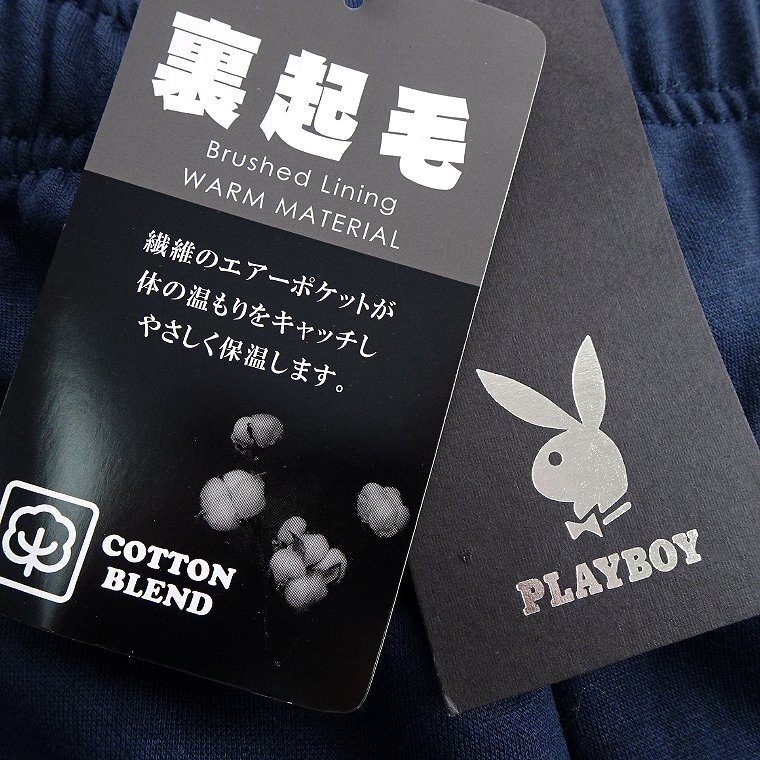 裏起毛
Brushed Lining
WARM MATERIAL
繊維のエアーポケットが
体の温もりをキャッチし
やさしく保温します。
COTTON
BLEND
PLAYBOY